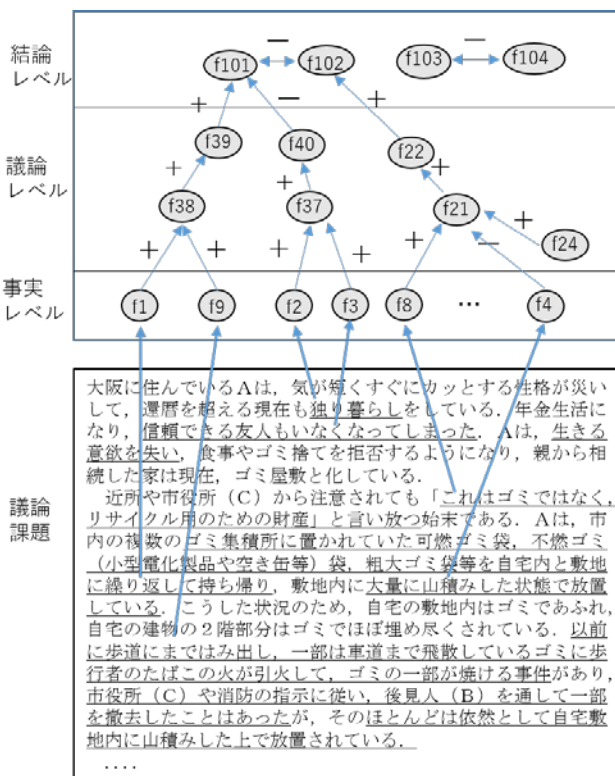 結論
レベル
f101
−
f102
f103
−
f104
+
−
+
議論
レベル
f39
f40
f22
+
+
+
f38
f37
f21
+
f24
+
+
+
+
+
−
事実
レベル
f1
f9
f2
f3
f8
…
f4
議論
課題
大阪に住んでいるAは，気が短くすぐにカッとする性格が災い
して，還暦を超える現在も独り暮らしをしている．年金生活に
なり，信頼できる友人もいなくなってしまった．Aは，生きる
意欲を失い，食事やゴミ捨てを拒否するようになり，親から相
続した家は現在，ゴミ屋敷と化している．
近所や市役所（C）から注意されても「これはゴミではなく，
リサイクル用のための財産」と言い放つ始末である．Aは，市
内の複数のゴミ集積所に置かれていた可燃ゴミ袋，不燃ゴミ
（小型電化製品や空き缶等）袋，粗大ゴミ袋等を自宅内と敷地
に繰り返して持ち帰り，敷地内に大量に山積みした状態で放置
している．こうした状況のため，自宅の敷地内はゴミであふれ，
自宅の建物の２階部分はゴミでほぼ埋め尽くされている．以前
に歩道にまではみ出し，一部は車道まで飛散しているゴミに歩
行者のたばこの火が引火して，ゴミの一部が焼ける事件があり，
市役所（C）や消防の指示に従い，後見人（B）を通して一部
を撤去したことはあったが，そのほとんどは依然として自宅敷
地内に山積みした上で放置されている．
....